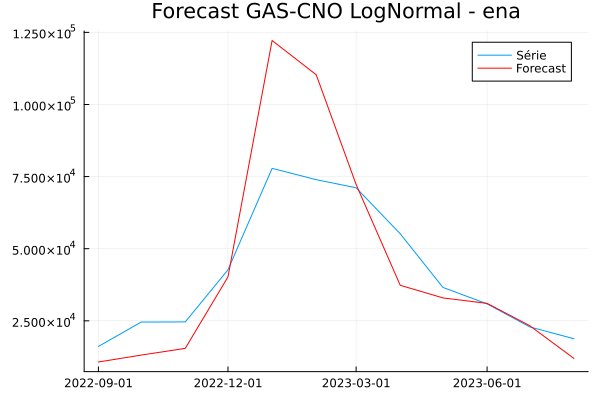 Forecast GAS-CNO LogNormal - ena
1.250×10⁵
1.000×10⁵
7.500×10⁴
5.000×10⁴
2.500×10⁴
Série
Forecast
2022-09-01 2022-12-01 2023-03-01 2023-06-01